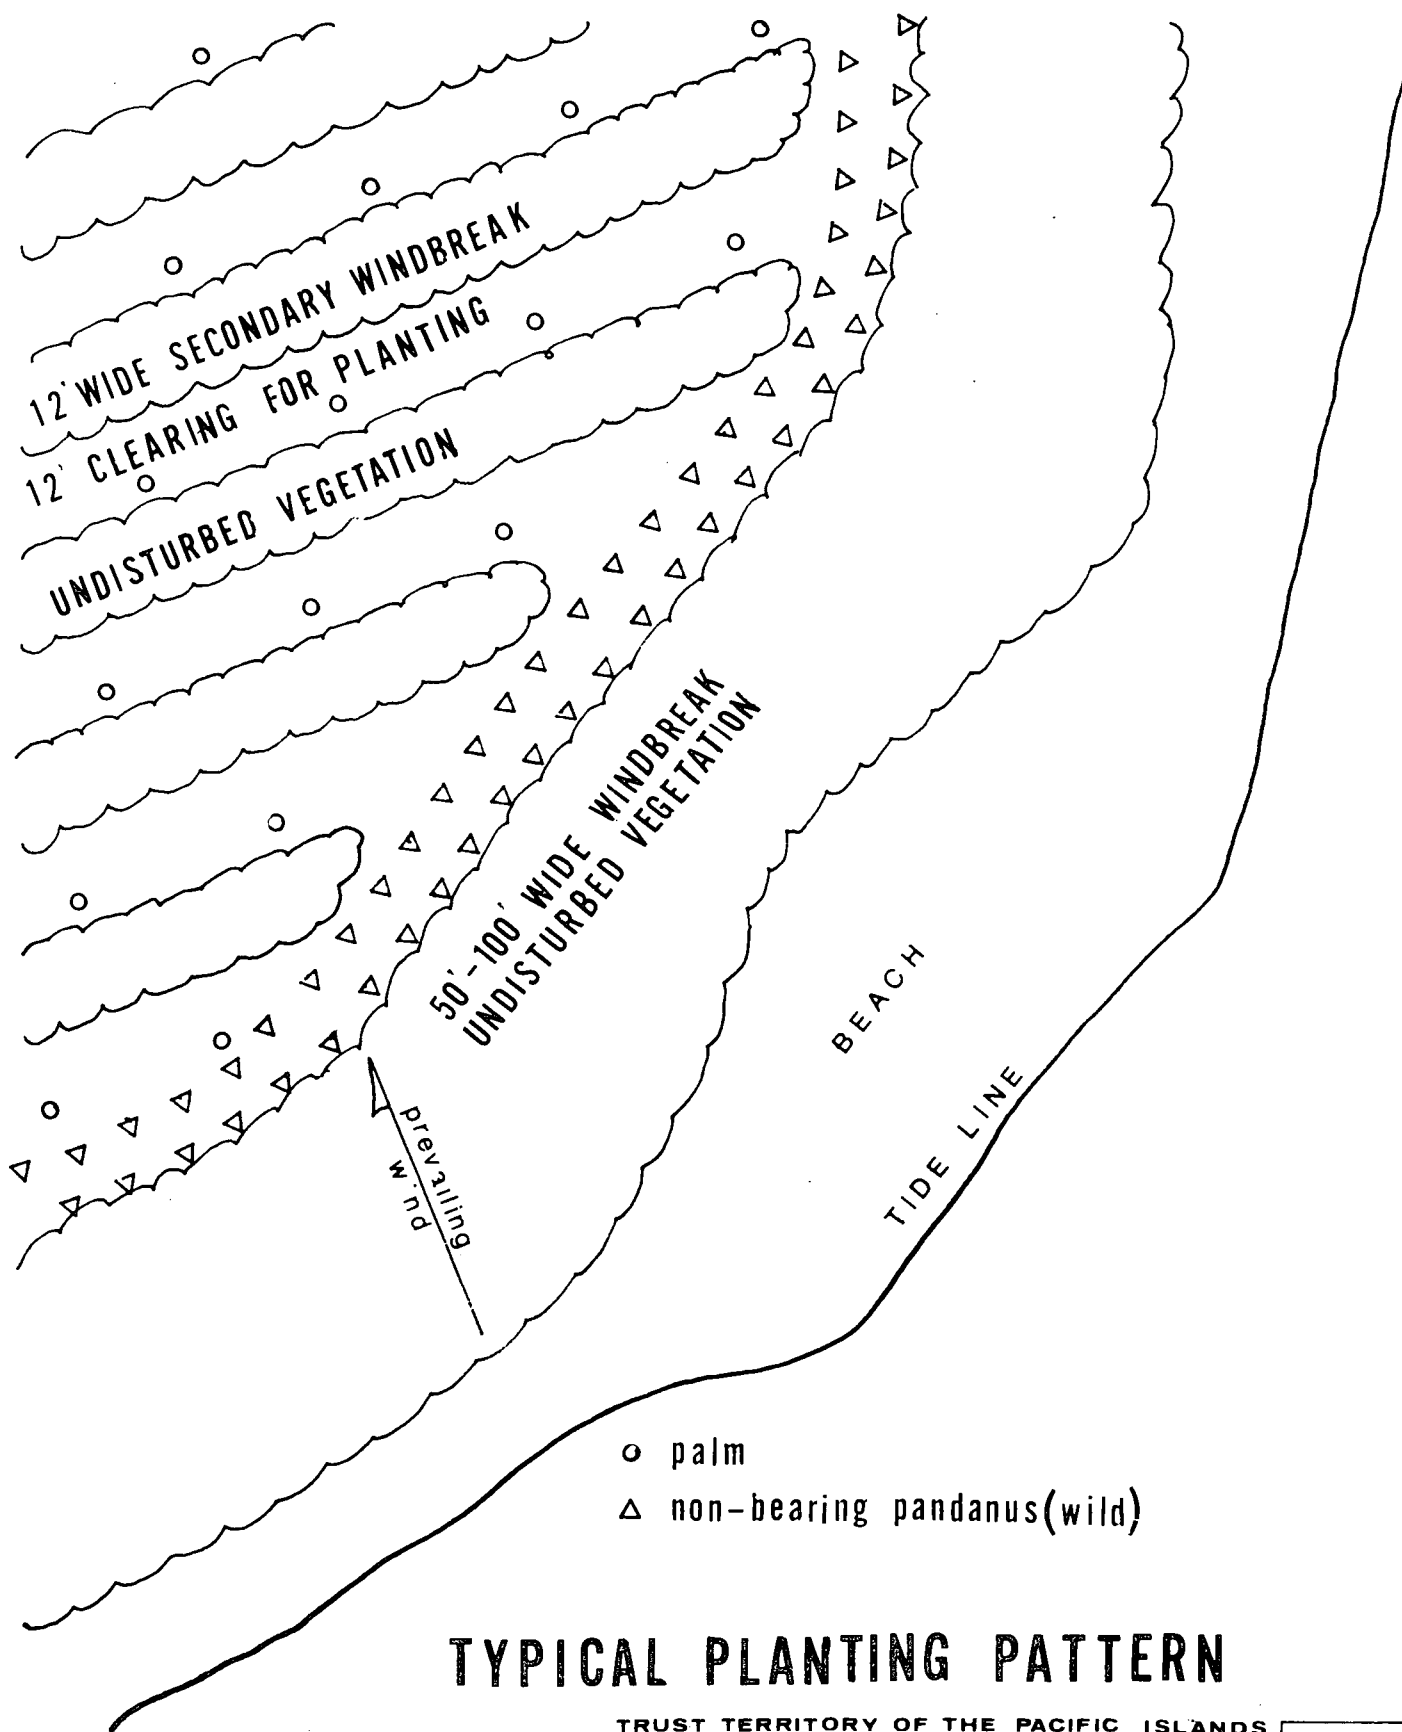 12' WIDE SECONDARY WINDBREAK
12' CLEARING FOR PLANTING
UNDISTURBED VEGETATION
50'-100' WIDE WINDBREAK
UNDISTURBED VEGETATION
prevailing
wind
BEACH
TIDE LINE
palm
non-bearing pandanus (wild)
TYPICAL PLANTING PATTERN
TRUST TERRITORY OF THE PACIFIC ISLANDS